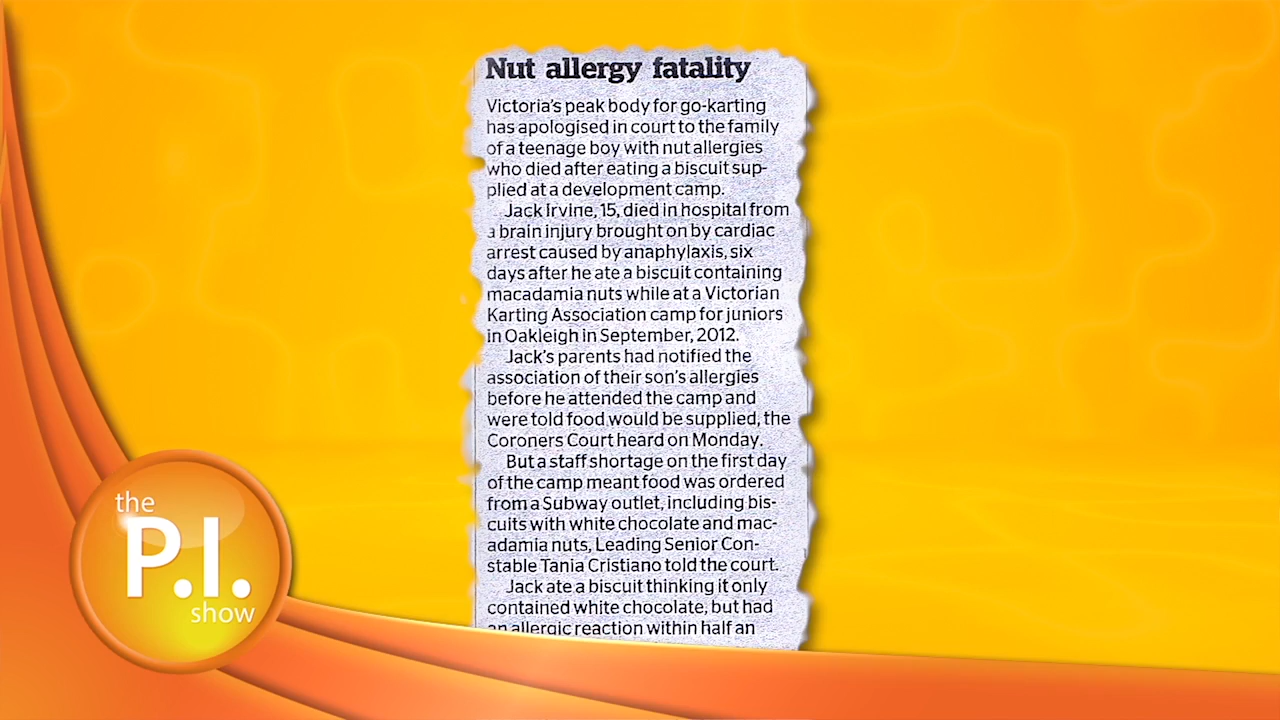 Nut allergy fatality
Victoria's peak body for go-karting
has apologised in court to the family
of a teenage boy with nut allergies
who died after eating a biscuit sup-
plied at a development camp.
Jack Irvine, 15, died in hospital from
a brain injury brought on by cardiac
arrest caused by anaphylaxis, six
days after he ate a biscuit containing
macadamia nuts while at a Victorian
Karting Association camp for juniors
in Oakleigh in September, 2012.
Jack's parents had notified the
association of their son's allergies
before he attended the camp and
were told food would be supplied, the
Coroners Court heard on Monday.
But a staff shortage on the first day
of the camp meant food was ordered
from a Subway outlet, including bis-
cuits with white chocolate and mac-
adamia nuts, Leading Senior Con-
stable Tania Cristiano told the court.
Jack ate a biscuit thinking it only
contained white chocolate, but had
an allergic reaction within half an
the
P.I.
show